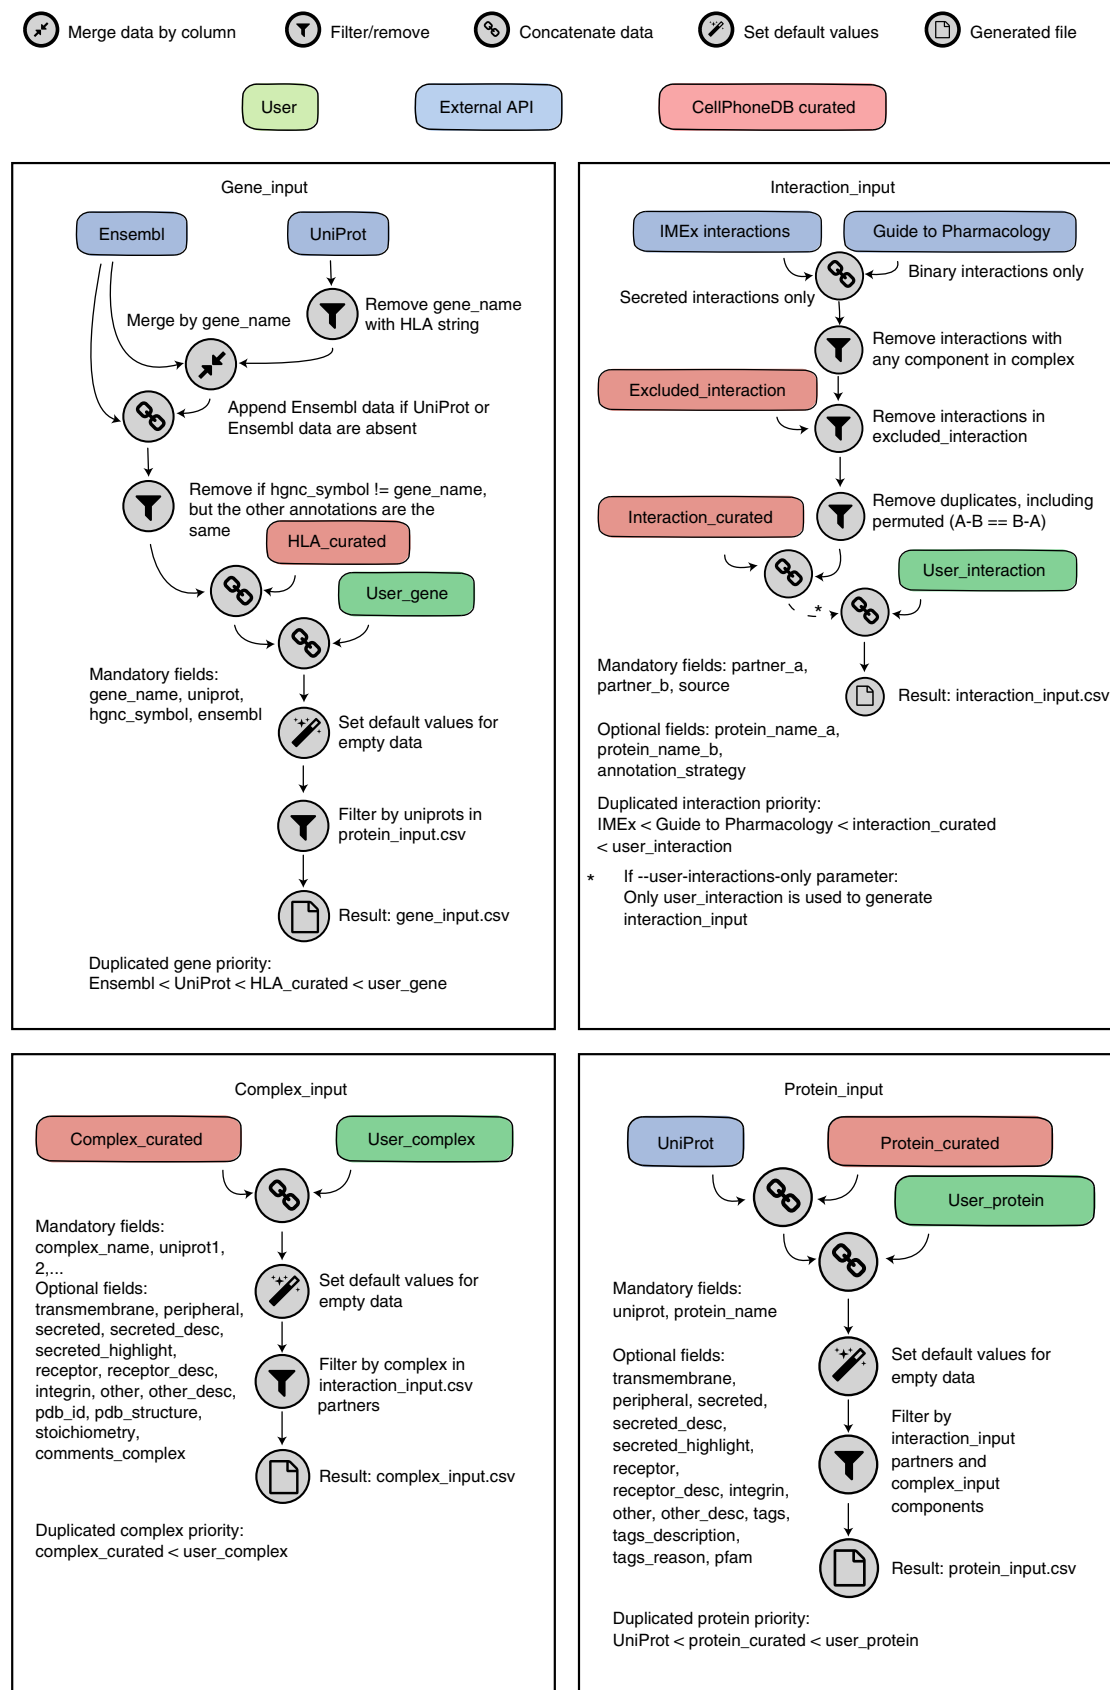 Merge data by column
Filter/remove
Concatenate data
Set default values
Generated file
User
External API
CellPhoneDB curated
Gene_input
Ensembl
UniProt
Remove gene_name
with HLA string
Merge by gene_name
Append Ensembl data if UniProt or
Ensembl data are absent
Remove if hgnc_symbol != gene_name,
but the other annotations are the
same
HLA_curated
User_gene
Mandatory fields:
gene_name, uniprot,
hgnc_symbol, ensembl
Set default values for
empty data
Filter by uniprots in
protein_input.csv
Result: gene_input.csv
Duplicated gene priority:
Ensembl < UniProt < HLA_curated < user_gene
Interaction_input
IMEx interactions
Guide to Pharmacology
Binary interactions only
Secreted interactions only
Remove interactions with
any component in complex
Excluded_interaction
Remove interactions in
excluded_interaction
Interaction_curated
Remove duplicates, including
permuted (A-B == B-A)
User_interaction
*
Mandatory fields: partner_a,
partner_b, source
Result: interaction_input.csv
Optional fields: protein_name_a,
protein_name_b,
annotation_strategy
Duplicated interaction priority:
IMEx < Guide to Pharmacology < interaction_curated
< user_interaction
* If --user-interactions-only parameter:
Only user_interaction is used to generate
interaction_input
Complex_input
Complex_curated
User_complex
Mandatory fields:
complex_name, uniprot1,
2,...
Optional fields:
transmembrane, peripheral,
secreted, secreted_desc,
secreted_highlight,
receptor, receptor_desc,
integrin, other, other_desc,
pdb_id, pdb_structure,
stoichiometry,
comments_complex
Set default values for
empty data
Filter by complex in
interaction_input.csv
partners
Result: complex_input.csv
Duplicated complex priority:
complex_curated < user_complex
Protein_input
UniProt
Protein_curated
User_protein
Mandatory fields:
uniprot, protein_name
Optional fields:
transmembrane,
peripheral, secreted,
secreted_desc,
secreted_highlight,
receptor,
receptor_desc, integrin,
other, other_desc, tags,
tags_description,
tags_reason, pfam
Set default values for
empty data
Filter by
interaction_input
partners and
complex_input
components
Result: protein_input.csv
Duplicated protein priority:
UniProt < protein_curated < user_protein